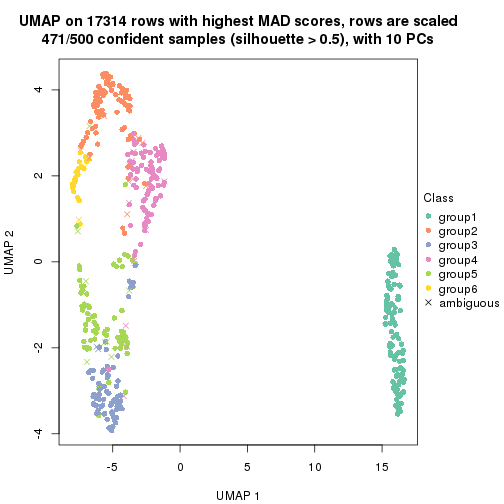 UMAP on 17314 rows with highest MAD scores, rows are scaled
471/500 confident samples (silhouette > 0.5), with 10 PCs
4
2
0
-2
-4
UMAP 2
-5
0
5
10
15
UMAP 1
Class
group1
group2
group3
group4
group5
group6
ambiguous